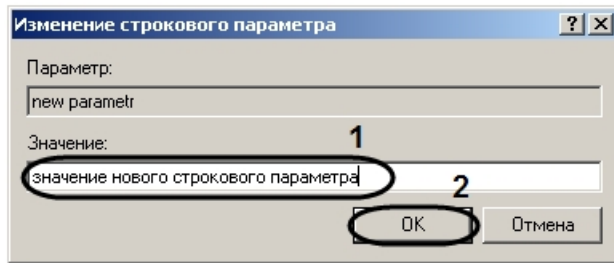 Изменение строкового параметра ? ×
Параметр:
new parametr
Значение: 1
значение нового строкового параметра
2
OK Отмена